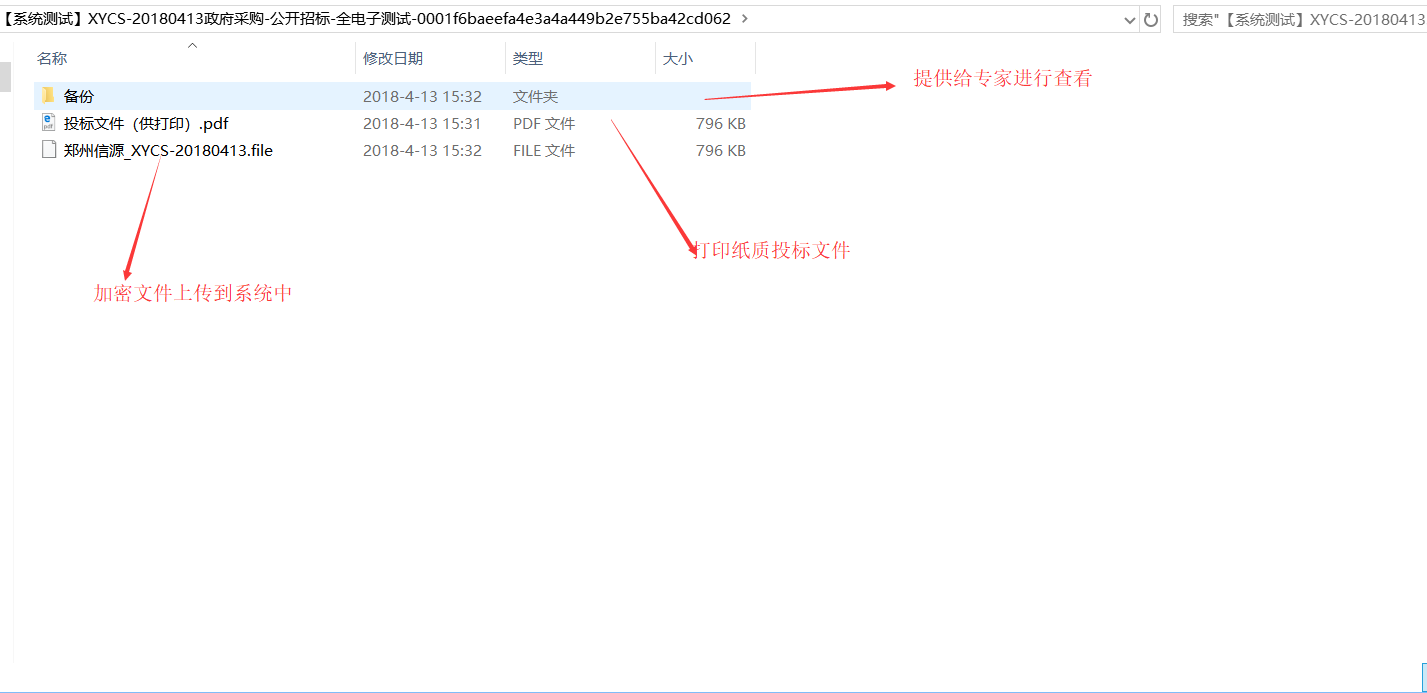 【系统测试】XYCS-20180413政府采购-公开招标-全电子测试-0001f6baeefa4e3a4a449b2e755ba42cd062
搜索"【系统测试】XYCS-20180413
名称 修改日期 类型 大小
备份 2018-4-13 15:32 文件夹
提供给专家进行查看
投标文件（供打印）.pdf 2018-4-13 15:31 PDF 文件 796 KB
郑州信源_XYCS-20180413.file 2018-4-13 15:32 FILE 文件 796 KB
打印纸质投标文件
加密文件上传到系统中